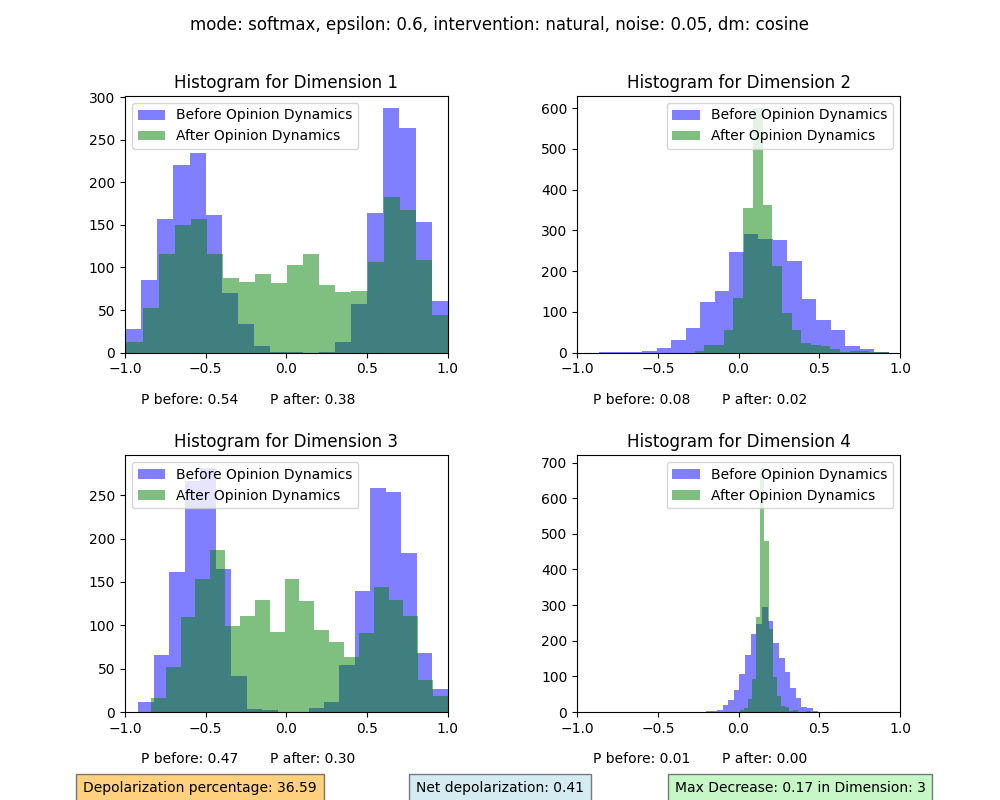 mode: softmax, epsilon: 0.6, intervention: natural, noise: 0.05, dm: cosine
Histogram for Dimension 1
Before Opinion Dynamics
After Opinion Dynamics
300
250
200
150
100
50
0
−1.0 −0.5 0.0 0.5 1.0
P before: 0.54 P after: 0.38
Histogram for Dimension 2
Before Opinion Dynamics
After Opinion Dynamics
600
500
400
300
200
100
0
−1.0 −0.5 0.0 0.5 1.0
P before: 0.08 P after: 0.02
Histogram for Dimension 3
Before Opinion Dynamics
After Opinion Dynamics
250
200
150
100
50
0
−1.0 −0.5 0.0 0.5 1.0
P before: 0.47 P after: 0.30
Histogram for Dimension 4
Before Opinion Dynamics
After Opinion Dynamics
700
600
500
400
300
200
100
0
−1.0 −0.5 0.0 0.5 1.0
P before: 0.01 P after: 0.00
Depolarization percentage: 36.59
Net depolarization: 0.41
Max Decrease: 0.17 in Dimension: 3